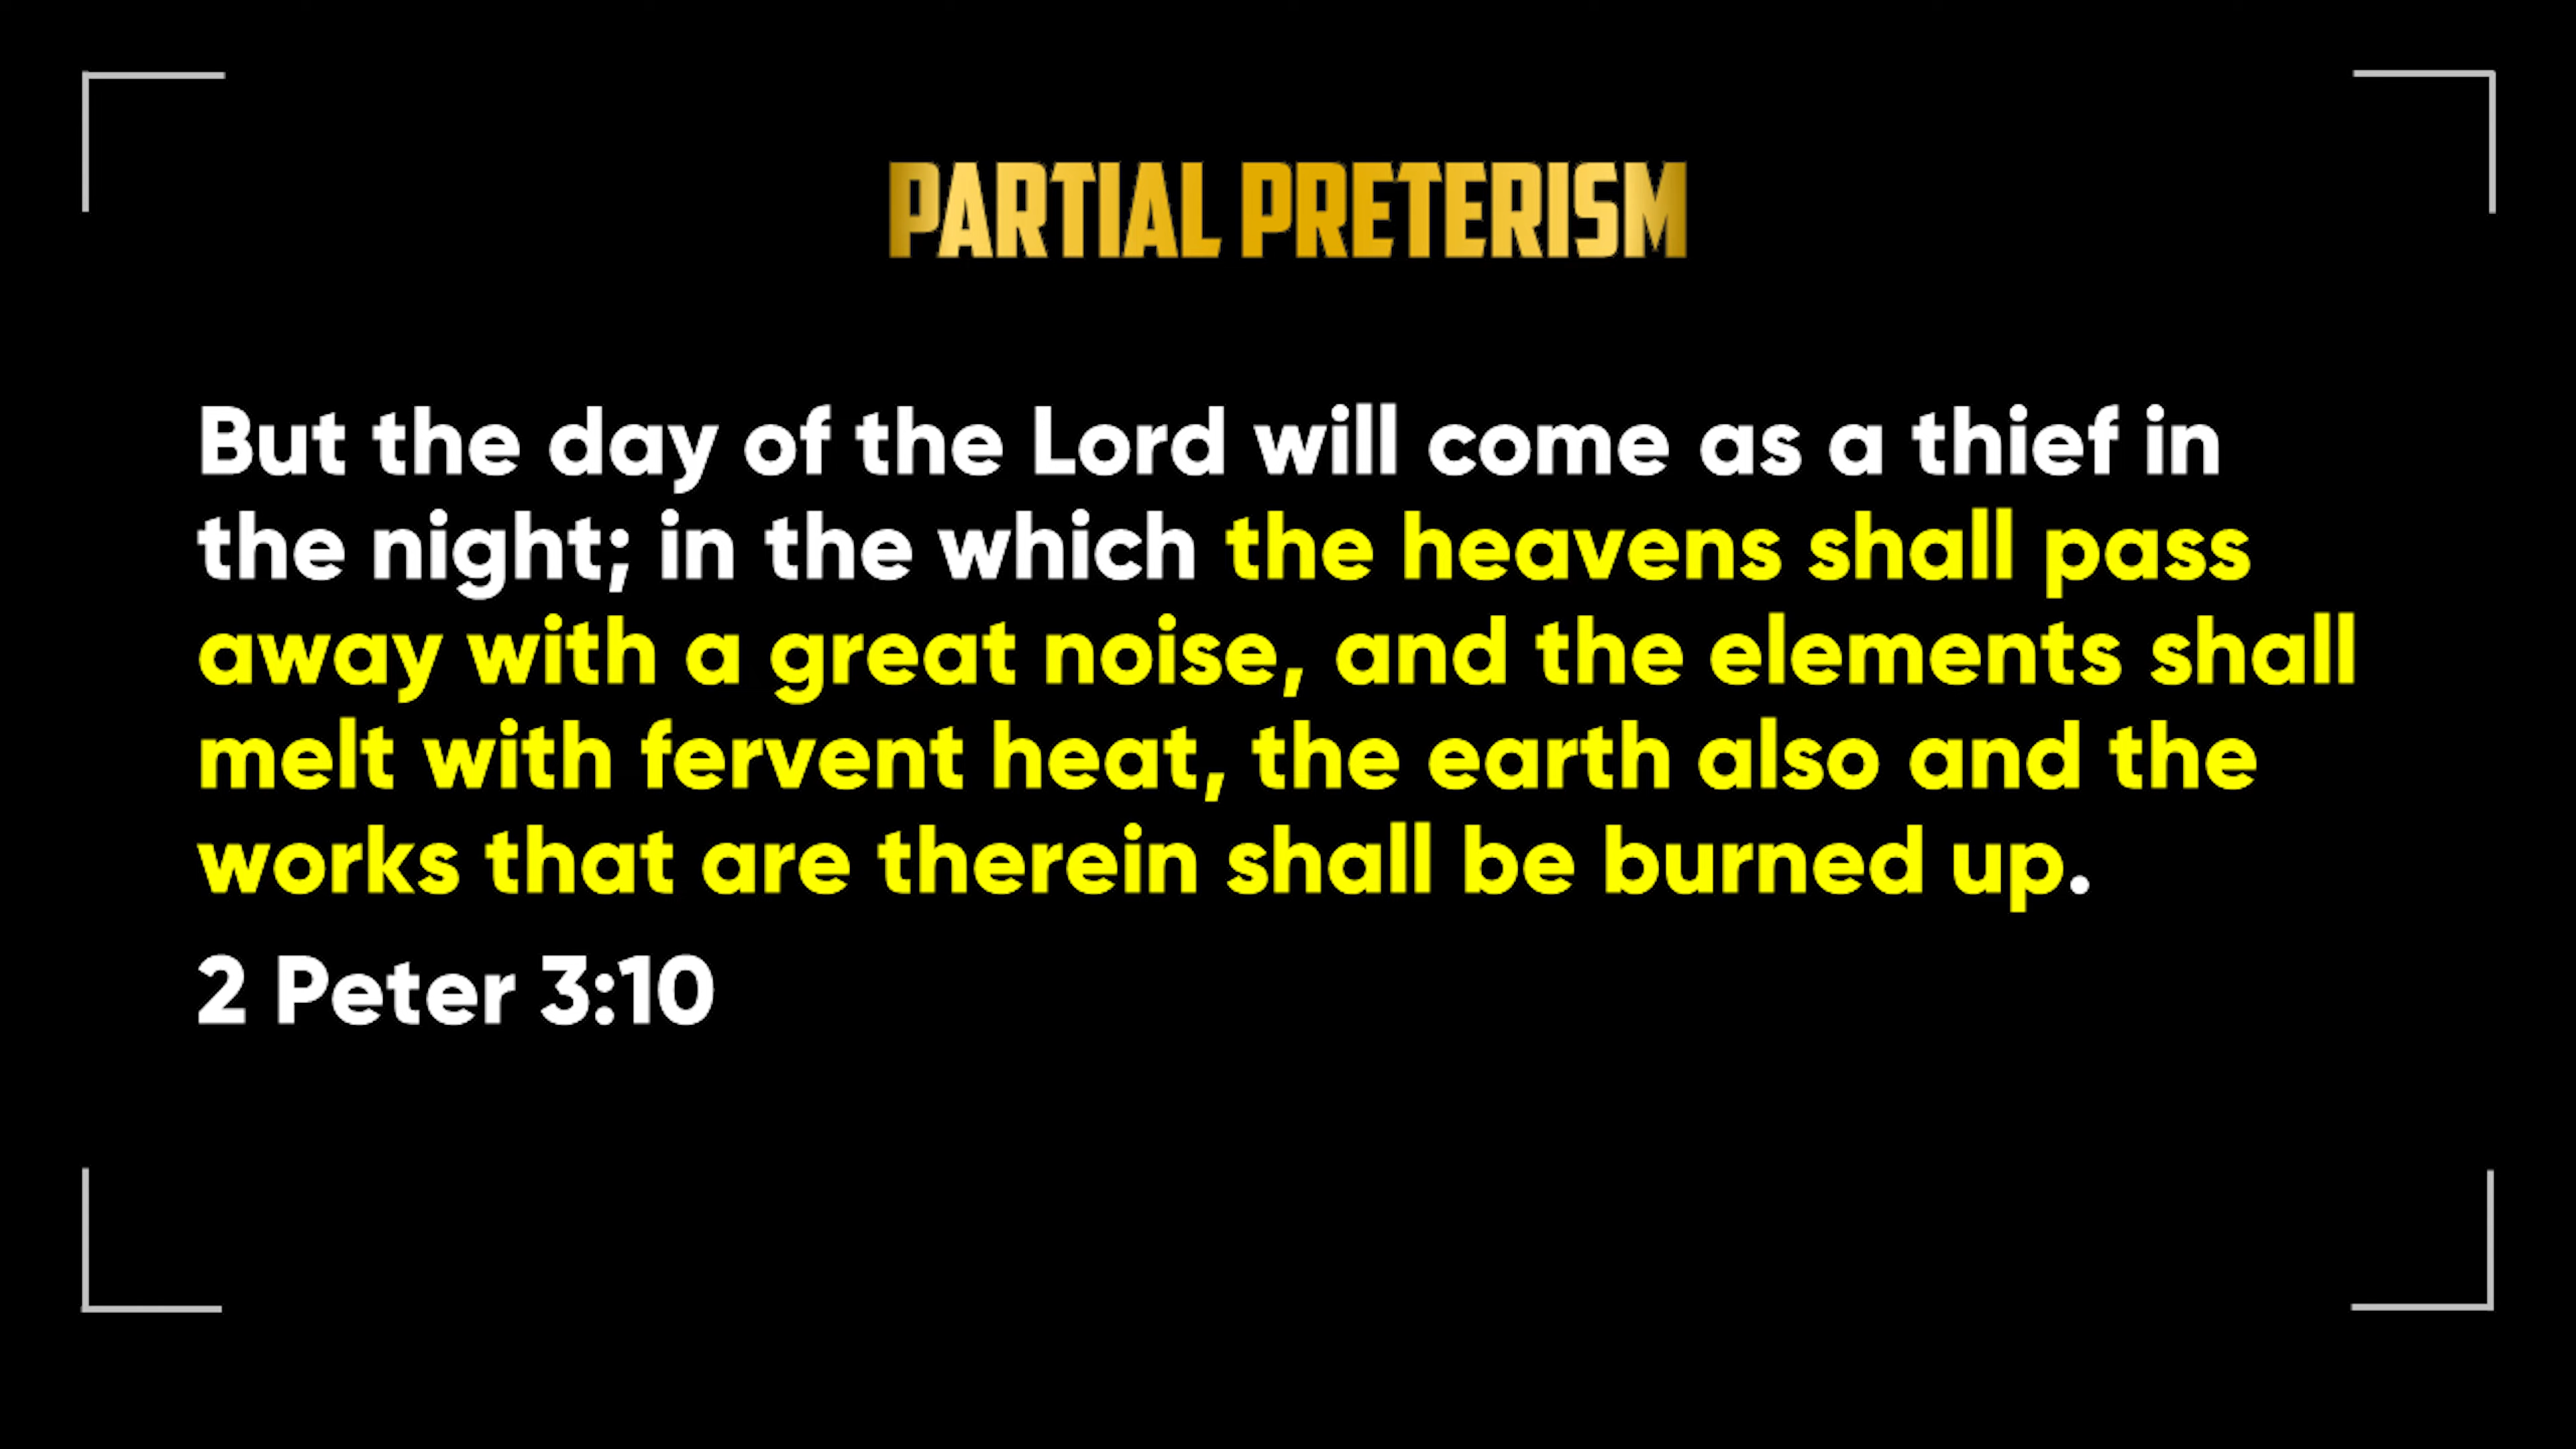 PARTIAL PRETERISM
But the day of the Lord will come as a thief in
the night; in the which the heavens shall pass
away with a great noise, and the elements shall
melt with fervent heat, the earth also and the
works that are therein shall be burned up.
2 Peter 3:10